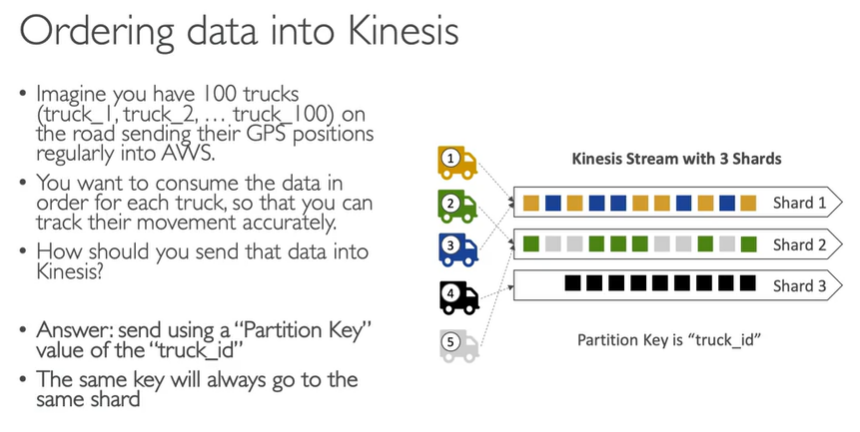 Ordering data into Kinesis
• Imagine you have 100 trucks
(truck_1, truck_2, … truck_100) on
the road sending their GPS positions
regularly into AWS.
• You want to consume the data in
order for each truck, so that you can
track their movement accurately.
• How should you send that data into
Kinesis?
• Answer: send using a “Partition Key”
value of the “truck_id”
• The same key will always go to the
same shard
1
2
3
4
5
Kinesis Stream with 3 Shards
Shard 1
Shard 2
Shard 3
Partition Key is “truck_id”